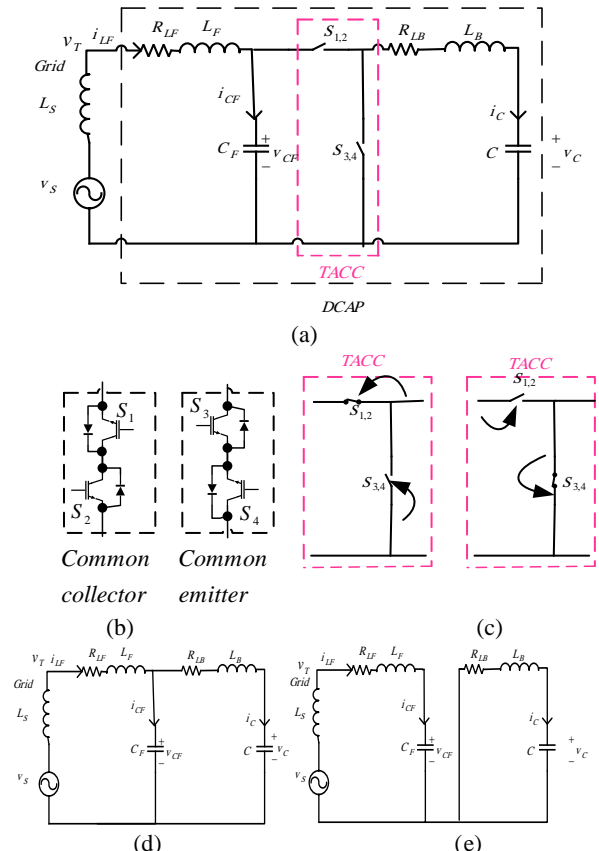 v_T i_LF R_LF L_F S_1,2 R_LB L_B
Grid
L_S
i_CF i_C
C_F + v_CF − S_3,4 C + v_C −
v_S
TACC
DCAP
(a)
TACC TACC
S_1 S_3 S_1,2 S_1,2
S_2 S_4 S_3,4 S_3,4
Common Common
collector emitter
(b) (c)
v_T i_LF R_LF L_F R_LB L_B
Grid
L_S
i_CF i_C
C_F + v_CF − C + v_C −
v_S
(d)
v_T i_LF R_LF L_F R_LB L_B
Grid
L_S
i_CF i_C
C_F + v_CF − C + v_C −
v_S
(e)